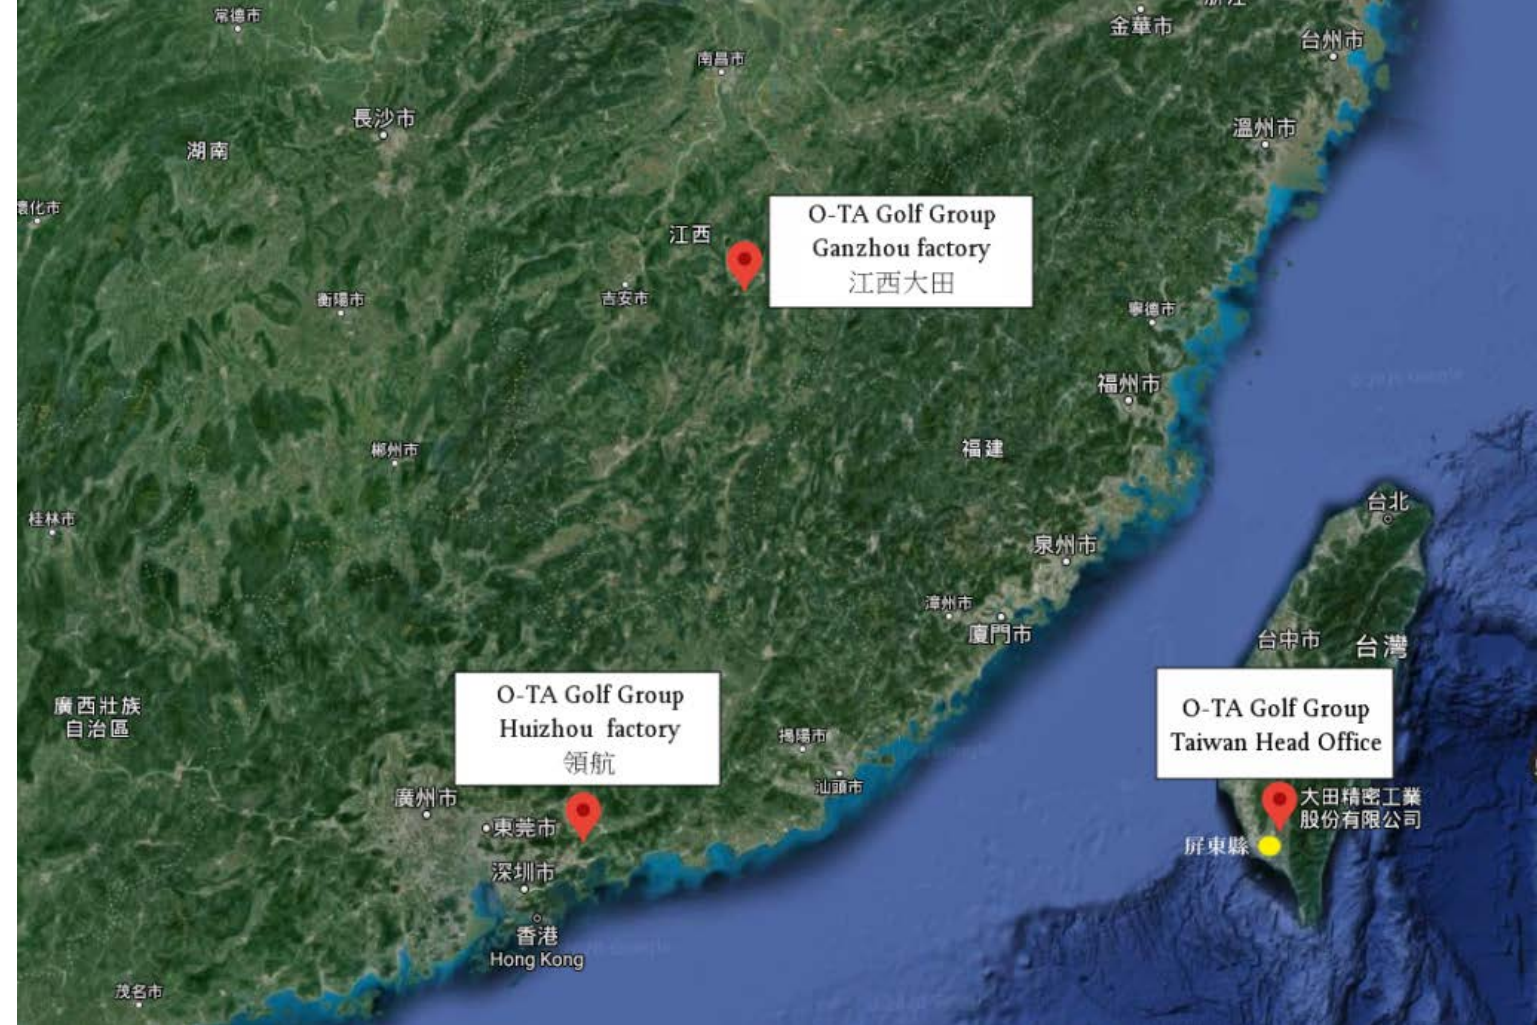 常德市
南昌市
金華市
台州市
長沙市
湖南
溫州市
懷化市
江西
O-TA Golf Group
Ganzhou factory
江西大田
衡陽市
吉安市
寧德市
福州市
郴州市
福建
桂林市
台北
泉州市
漳州市
廈門市
台中市
台灣
廣西壯族
自治區
O-TA Golf Group
Huizhou factory
領航
O-TA Golf Group
Taiwan Head Office
揭陽市
汕頭市
廣州市
東莞市
大田精密工業
股份有限公司
屏東縣
深圳市
香港
Hong Kong
茂名市